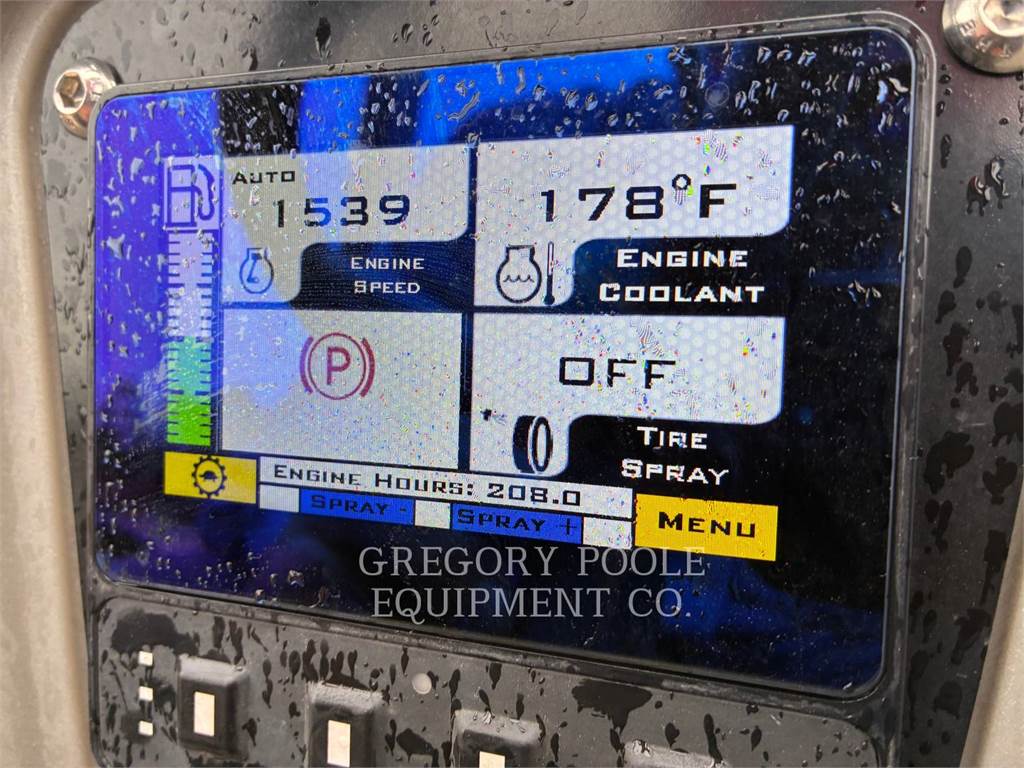 AUTO
1539
ENGINE
SPEED
178°F
ENGINE
COOLANT
P
OFF
TIRE
SPRAY
ENGINE HOURS: 208.0
SPRAY - SPRAY + MENU
GREGORY POOLE
EQUIPMENT CO.